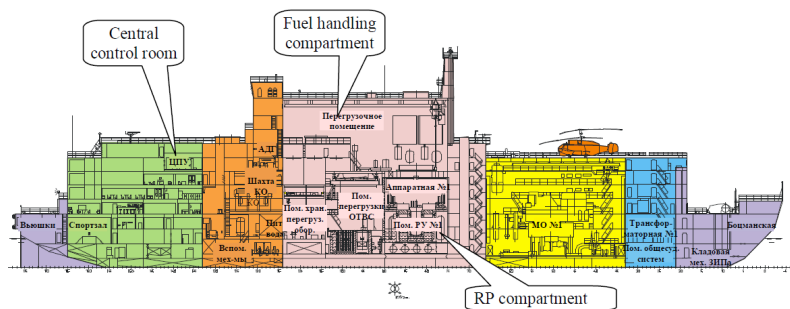 Central
control room
Fuel handling
compartment
Перегрузочное
помещение
ЦПУ
АДГ
Шахта
КО
Аппаратная №1
Пом.
перегрузки
ОТВС
Пом. хран.
перегруз.
обор.
Вьюшки
Спортзал
Пом. РУ №1
МО №1
Трансфор-
маторная №1
Пом. общесуд.
систем
Боцманская
Кладовая
мех. ЗИПа
Вспом.
мех-мы
RP compartment